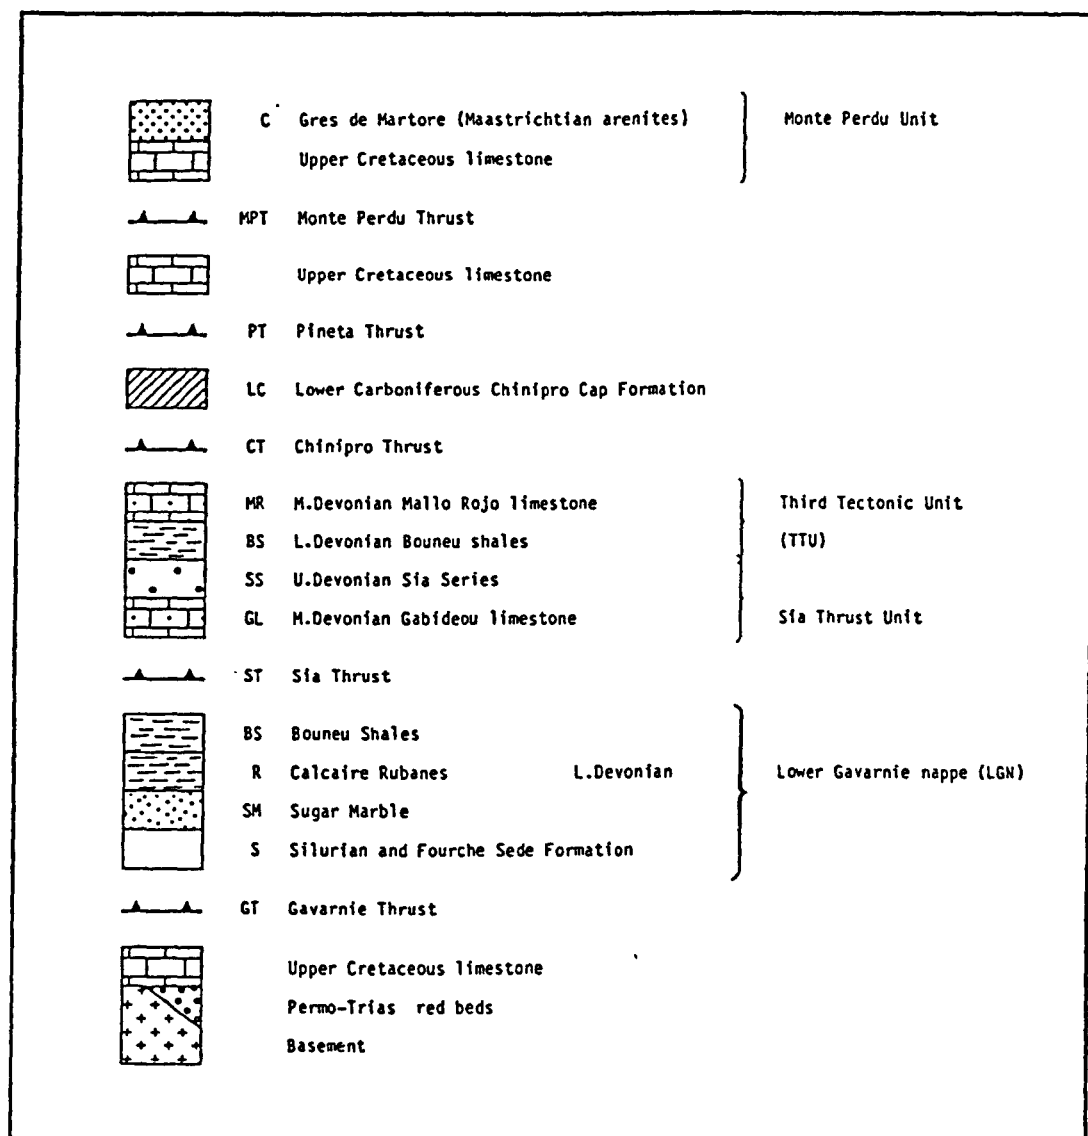 C Gres de Martore (Maastrichtian arenites) Monte Perdu Unit
Upper Cretaceous limestone
MPT Monte Perdu Thrust
Upper Cretaceous limestone
PT Pineta Thrust
LC Lower Carboniferous Chinipro Cap Formation
CT Chinipro Thrust
MR M.Devonian Mallo Rojo limestone Third Tectonic Unit
BS L.Devonian Bouneu shales (TTU)
SS U.Devonian Sia Series
GL M.Devonian Gabideou limestone Sia Thrust Unit
ST Sia Thrust
BS Bouneu Shales
R Calcaire Rubanes L.Devonian Lower Gavarnie nappe (LGN)
SM Sugar Marble
S Silurian and Fourche Sede Formation
GT Gavarnie Thrust
Upper Cretaceous limestone
Permo-Trias red beds
Basement